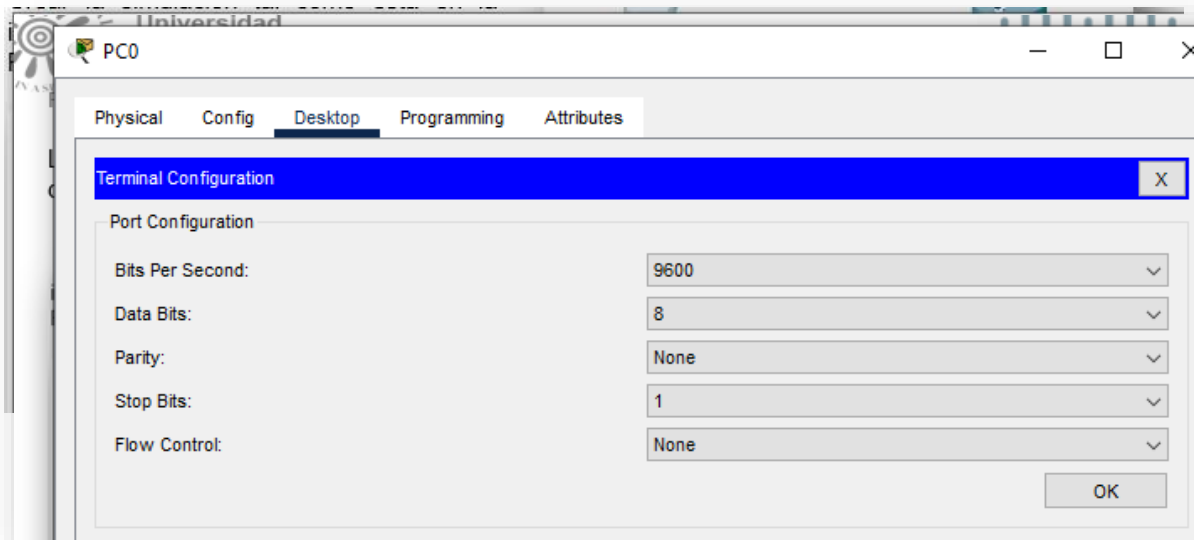 Universidad
PC0
Physical Config Desktop Programming Attributes
Terminal Configuration X
Port Configuration
Bits Per Second: 9600
Data Bits: 8
Parity: None
Stop Bits: 1
Flow Control: None
OK